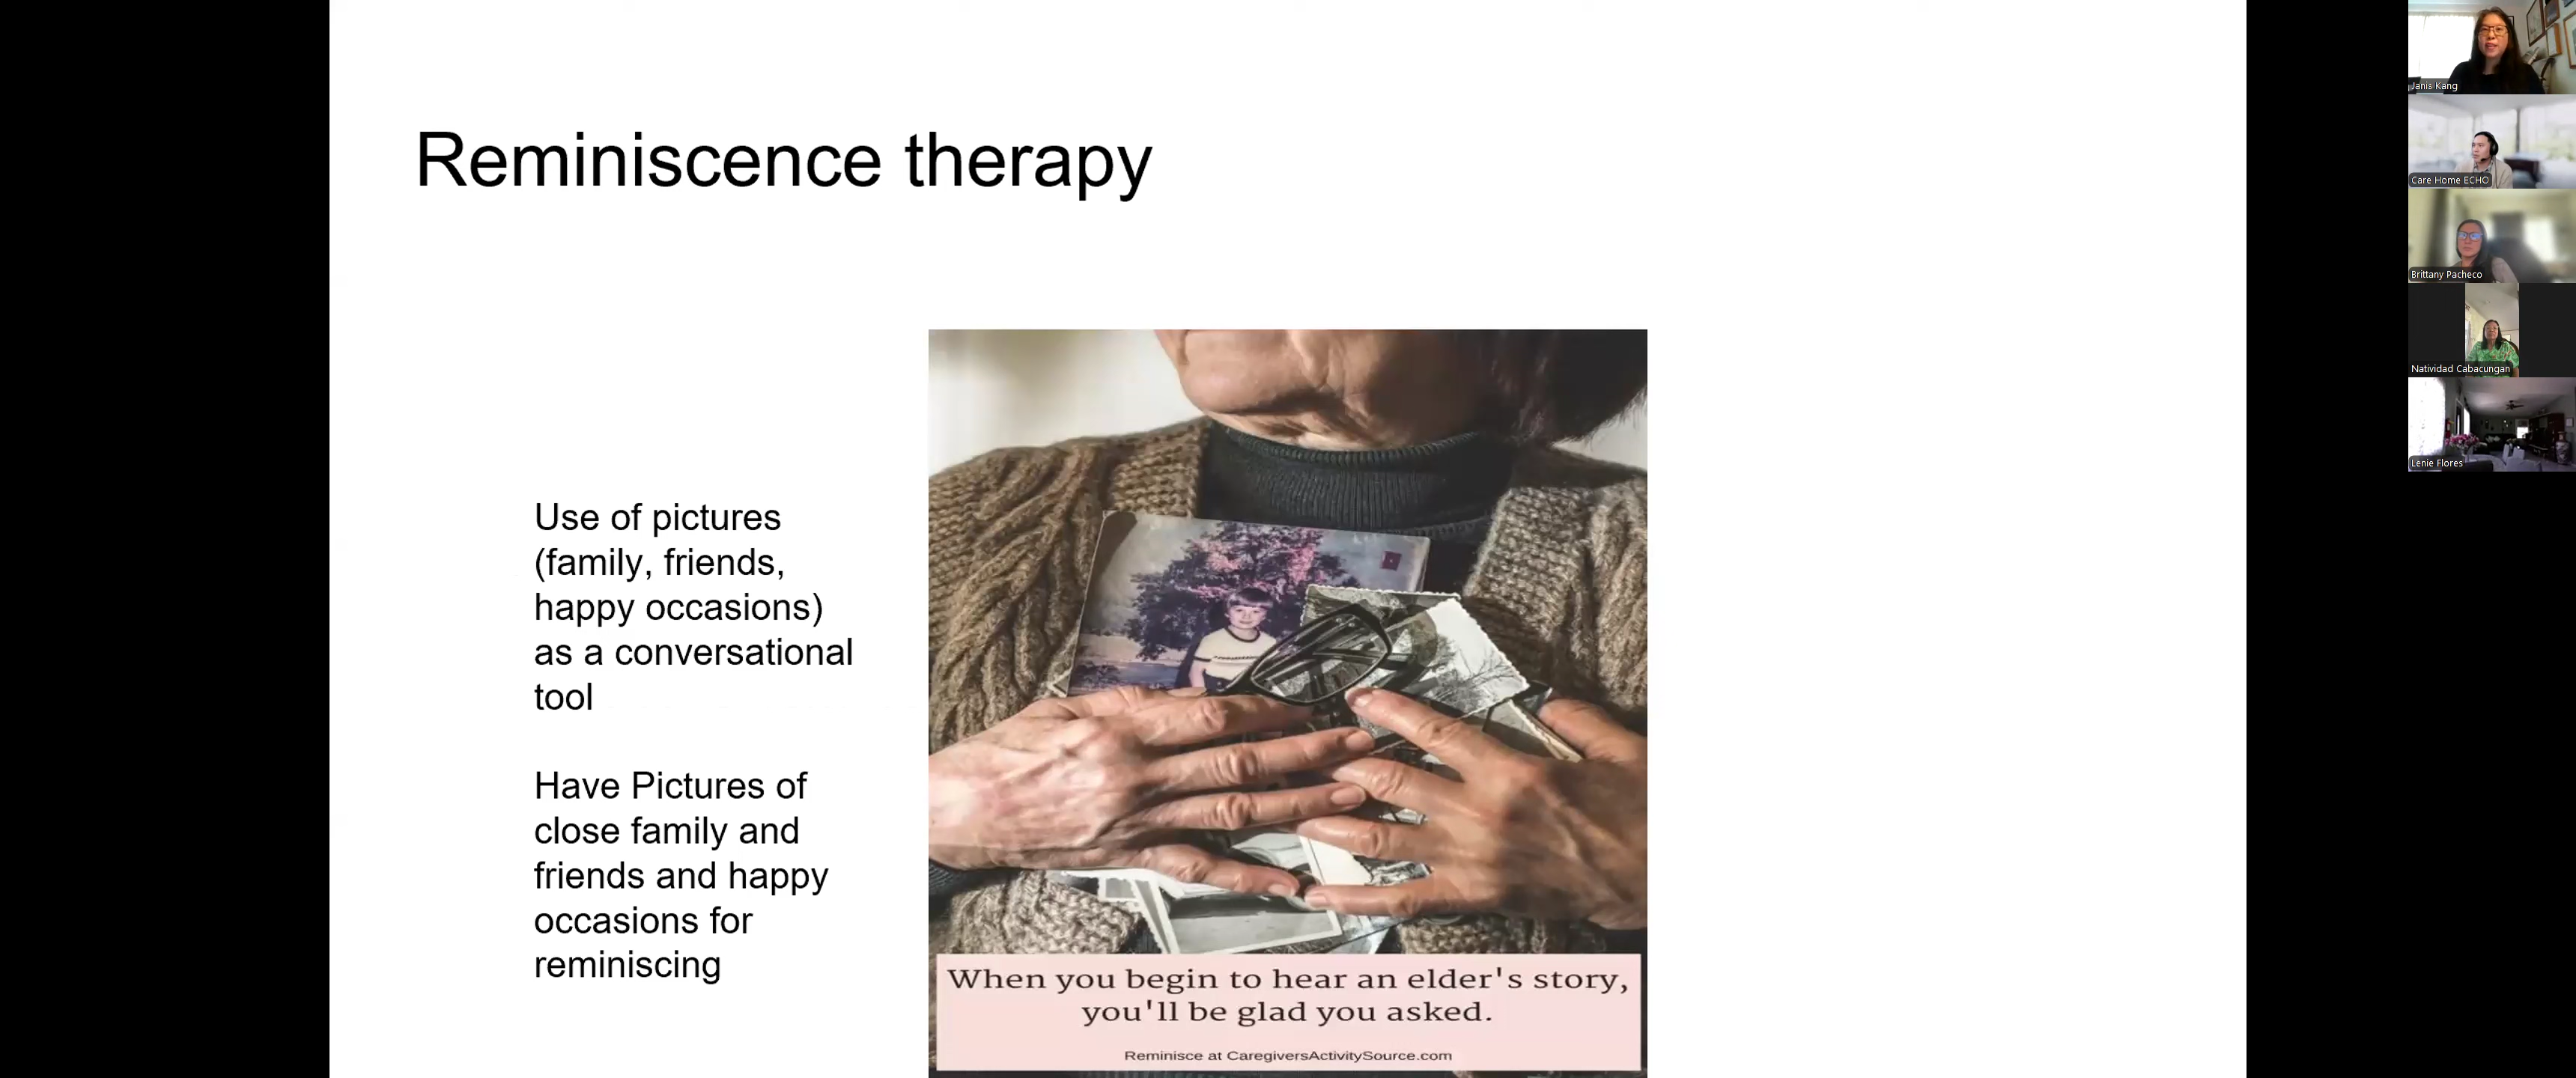 Reminiscence therapy
Use of pictures
(family, friends,
happy occasions)
as a conversational
tool
Have Pictures of
close family and
friends and happy
occasions for
reminiscing
When you begin to hear an elder's story,
you'll be glad you asked.
Reminisce at CaregiversActivitySource.com
Janis Kang
Care Home ECHO
Brittany Pacheco
Natividad Cabacungan
Lenie Flores